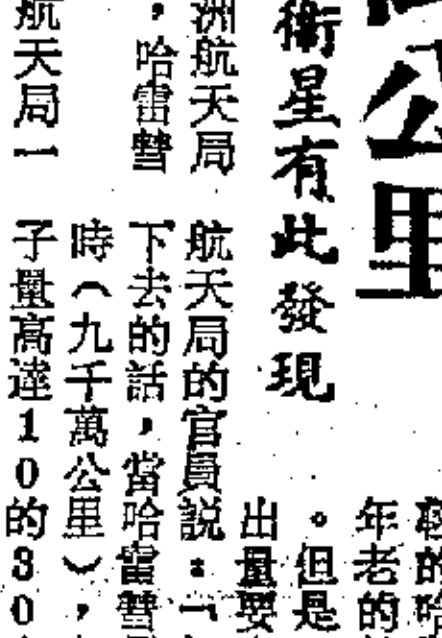 公里
衛星有此發現
洲航天局
，哈雷彗
航天局一
航天局的官員説：
下去的話，當哈雷彗
時（九千萬公里），
子量高達10的30
年老的
。但是
出量要